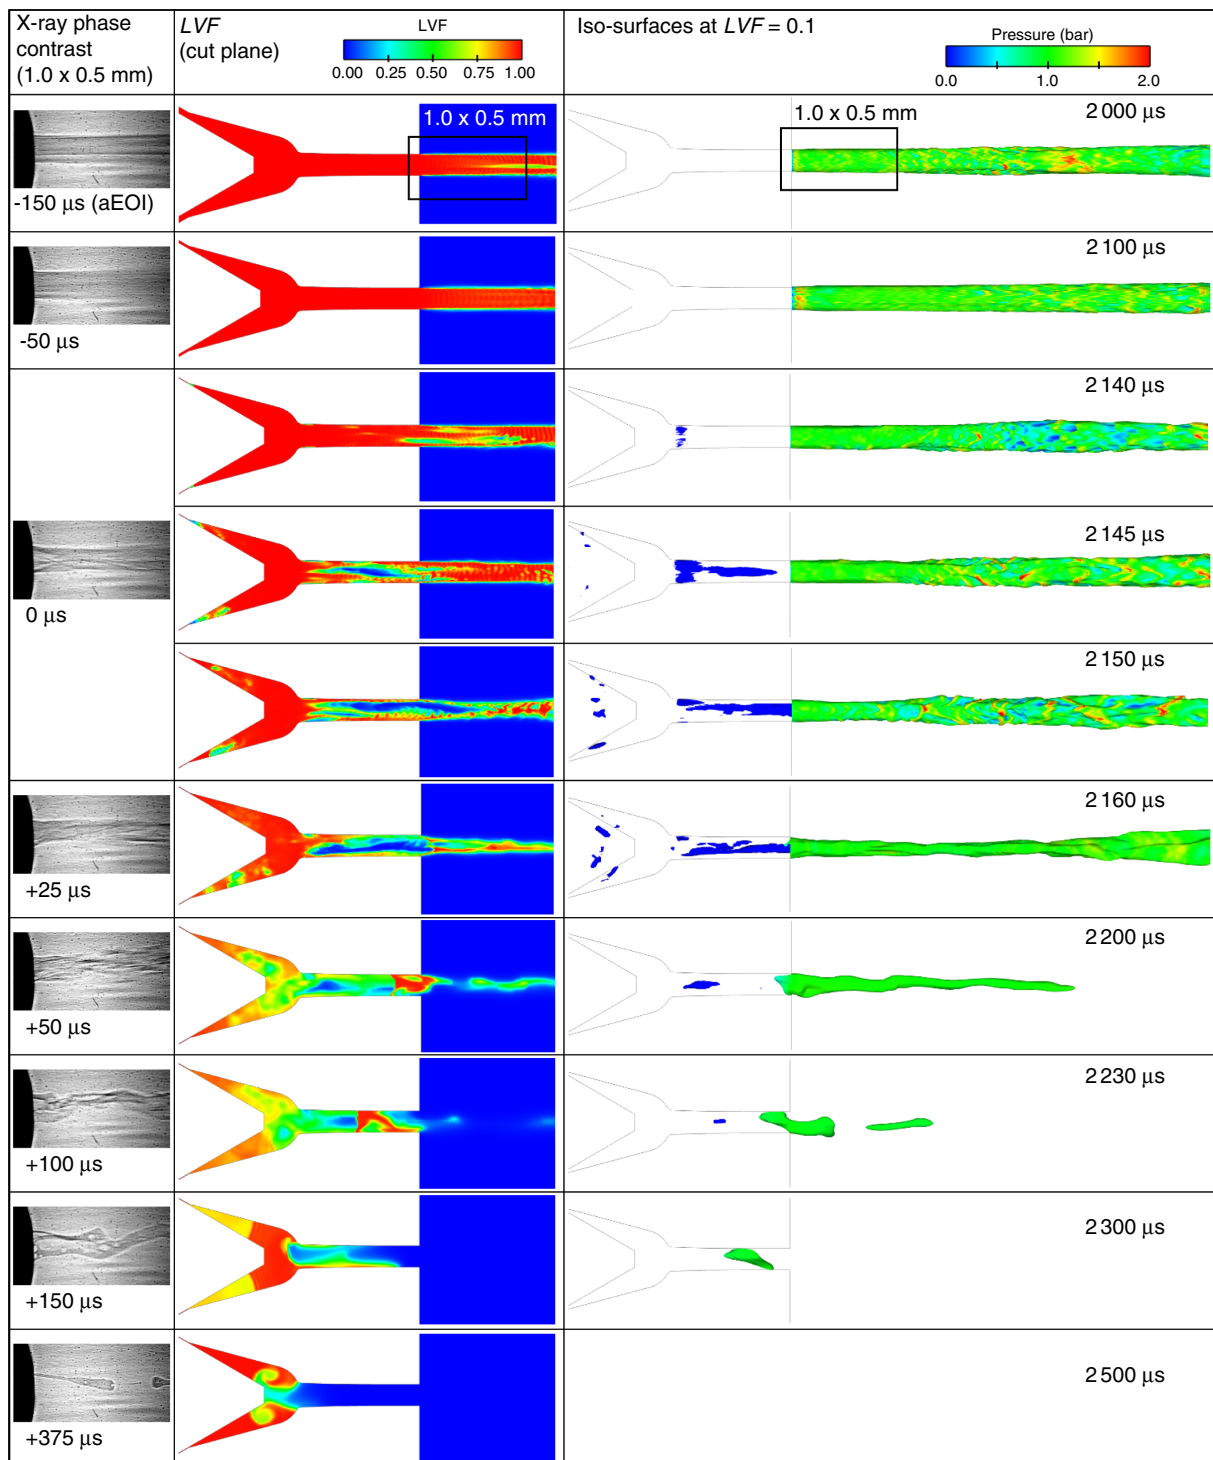 X-ray phase
contrast
(1.0 x 0.5 mm)
LVF
(cut plane)
LVF
0.00 0.25 0.50 0.75 1.00
Iso-surfaces at LVF = 0.1
Pressure (bar)
0.0 1.0 2.0
-150 µs (aEOI)
1.0 x 0.5 mm
1.0 x 0.5 mm
2 000 µs
-50 µs
2 100 µs
2 140 µs
0 µs
2 145 µs
2 150 µs
+25 µs
2 160 µs
+50 µs
2 200 µs
+100 µs
2 230 µs
+150 µs
2 300 µs
+375 µs
2 500 µs